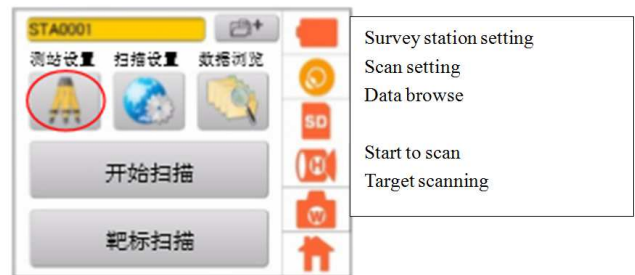 STA0001
测站设置 扫描设置 数据浏览
SD
开始扫描
H
W
靶标扫描
Survey station setting
Scan setting
Data browse
Start to scan
Target scanning